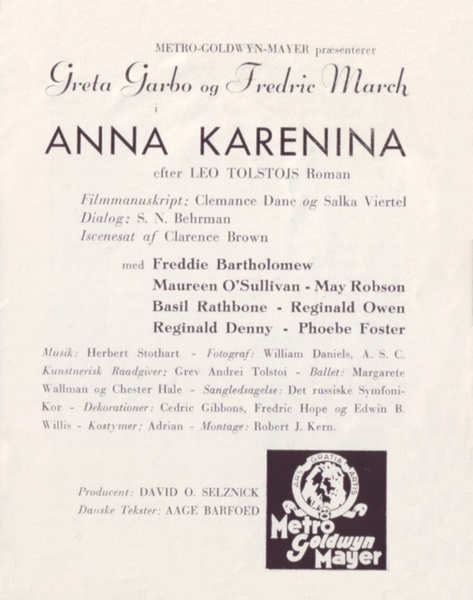 METRO-GOLDWYN-MAYER præsenterer
Greta Garbo og Fredric March
i
ANNA KARENINA
efter LEO TOLSTOJS Roman
Filmmanuskript: Clemance Dane og Salka Viertel
Dialog: S. N. Behrman
Iscenesat af Clarence Brown
med Freddie Bartholomew
Maureen O'Sullivan - May Robson
Basil Rathbone - Reginald Owen
Reginald Denny - Phoebe Foster
Musik: Herbert Stothart - Fotograf: William Daniels, A. S. C.
Kunstnerisk Raadgiver: Grev Andrei Tolstoi - Ballet: Margarete
Wallman og Chester Hale - Sangledsagelse: Det russiske Symfoni-
Kor - Dekorationer: Cedric Gibbons, Fredric Hope og Edwin B.
Willis - Kostymer: Adrian - Montage: Robert J. Kern.
Producent: DAVID O. SELZNICK
Danske Tekster: AAGE BARFOED
ARS GRATIA ARTIS
Metro
Goldwyn
Mayer